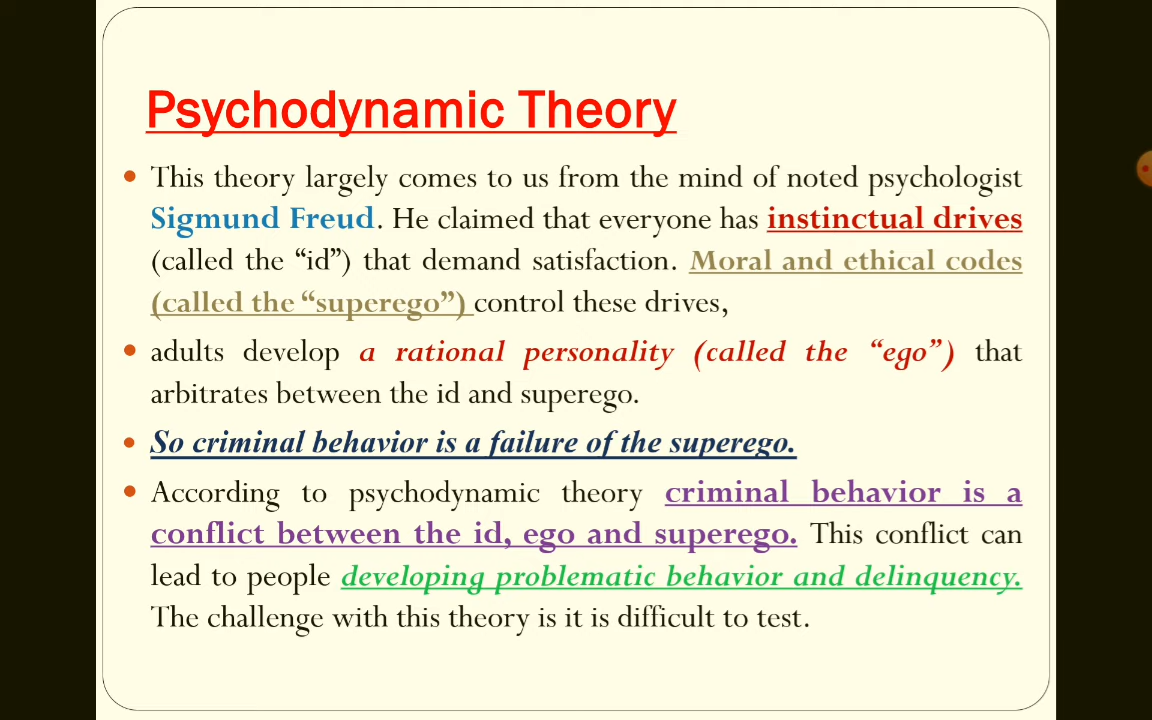 Psychodynamic Theory
• This theory largely comes to us from the mind of noted psychologist
Sigmund Freud. He claimed that everyone has instinctual drives
(called the “id”) that demand satisfaction. Moral and ethical codes
(called the “superego”) control these drives,
• adults develop a rational personality (called the “ego”) that
arbitrates between the id and superego.
• So criminal behavior is a failure of the superego.
• According to psychodynamic theory criminal behavior is a
conflict between the id, ego and superego. This conflict can
lead to people developing problematic behavior and delinquency.
The challenge with this theory is it is difficult to test.